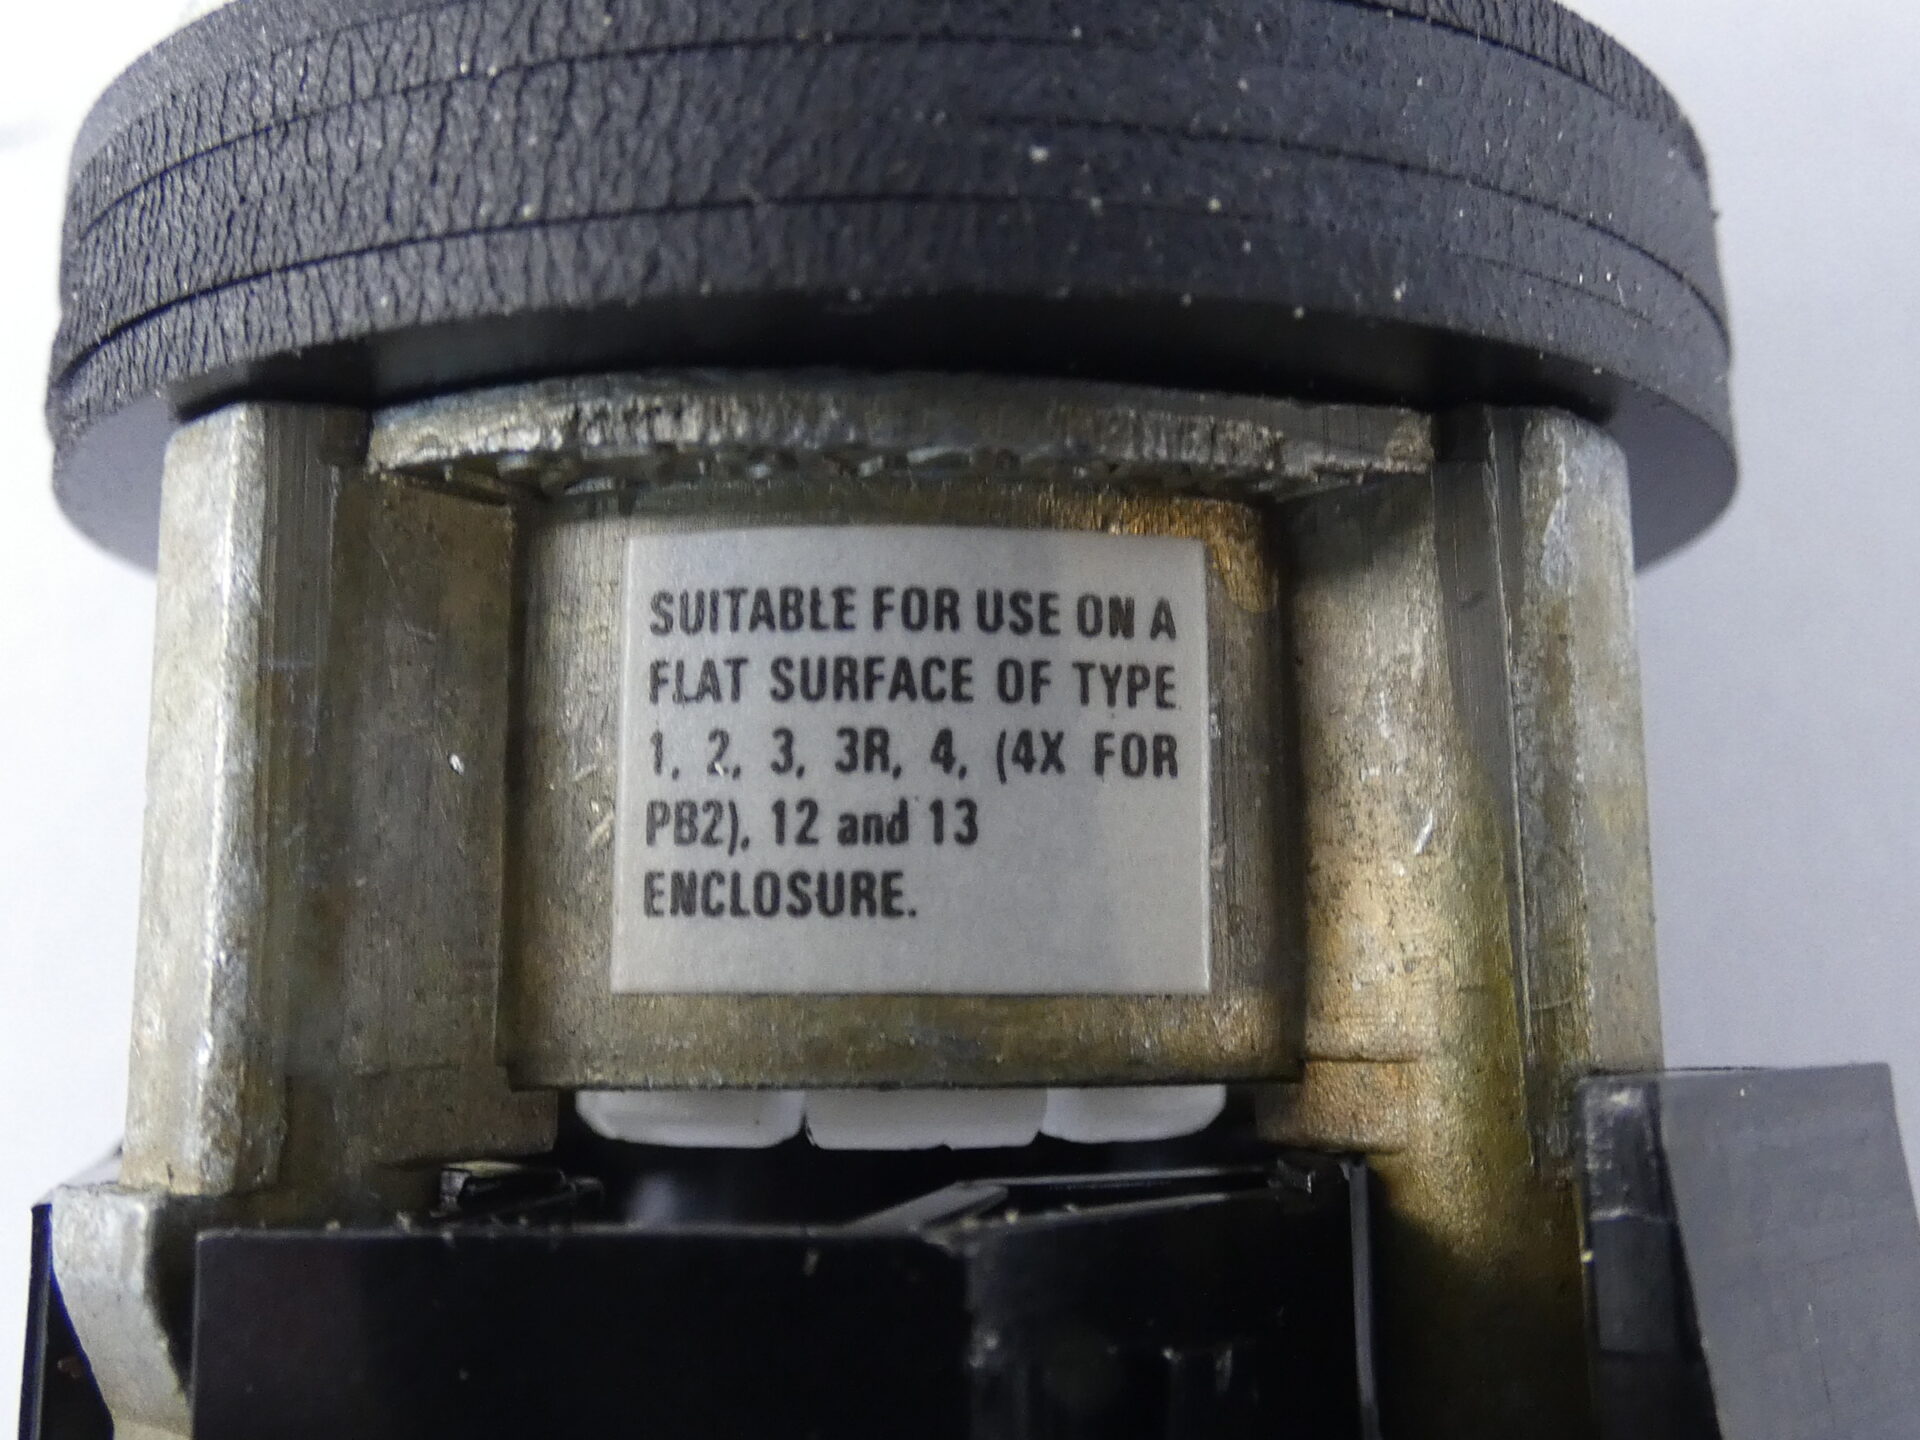 SUITABLE FOR USE ON A
FLAT SURFACE OF TYPE
1, 2, 3, 3R, 4, (4X FOR
PB2), 12 and 13
ENCLOSURE.